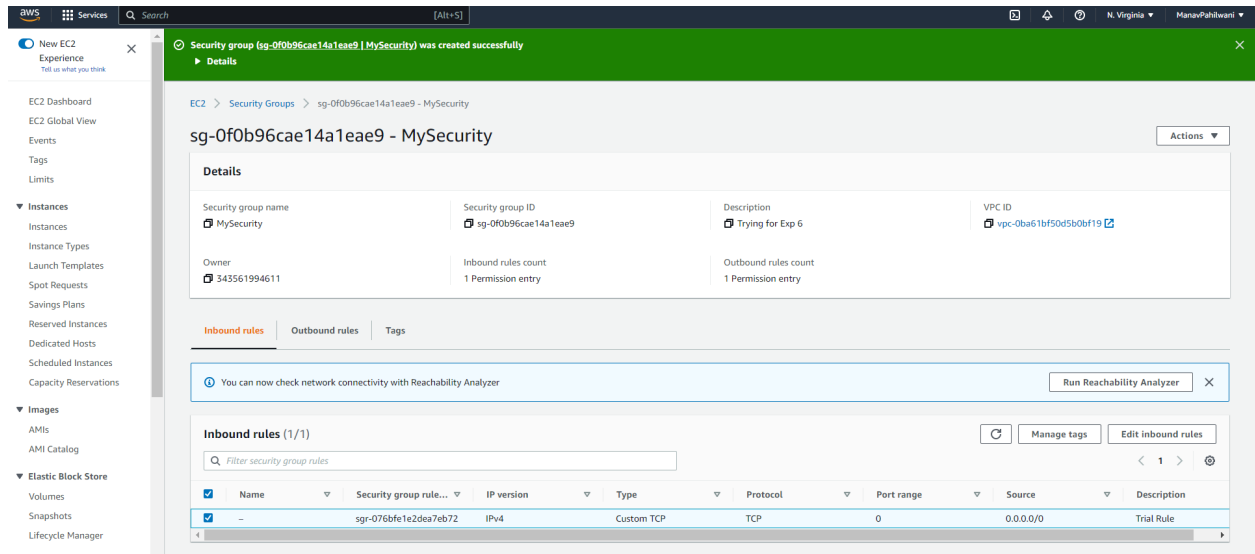 aws Services Search [Alt+S] N. Virginia ManavPahilwani
New EC2 Experience
Tell us what you think
EC2 Dashboard
EC2 Global View
Events
Tags
Limits
Instances
Instances
Instance Types
Launch Templates
Spot Requests
Savings Plans
Reserved Instances
Dedicated Hosts
Scheduled Instances
Capacity Reservations
Images
AMIs
AMI Catalog
Elastic Block Store
Volumes
Snapshots
Lifecycle Manager
Security group (sg-0f0b96cae14a1eae9 | MySecurity) was created successfully
Details
EC2 > Security Groups > sg-0f0b96cae14a1eae9 - MySecurity
sg-0f0b96cae14a1eae9 - MySecurity Actions
Details
Security group name Security group ID Description VPC ID
MySecurity sg-0f0b96cae14a1eae9 Trying for Exp 6 vpc-0ba61bf50d5b0bf19
Owner Inbound rules count Outbound rules count
343561994611 1 Permission entry 1 Permission entry
Inbound rules Outbound rules Tags
You can now check network connectivity with Reachability Analyzer Run Reachability Analyzer
Inbound rules (1/1) Manage tags Edit inbound rules
Filter security group rules < 1 >
Name Security group rule... IP version Type Protocol Port range Source Description
– sgr-076bfe1e2dea7eb72 IPv4 Custom TCP TCP 0 0.0.0.0/0 Trial Rule